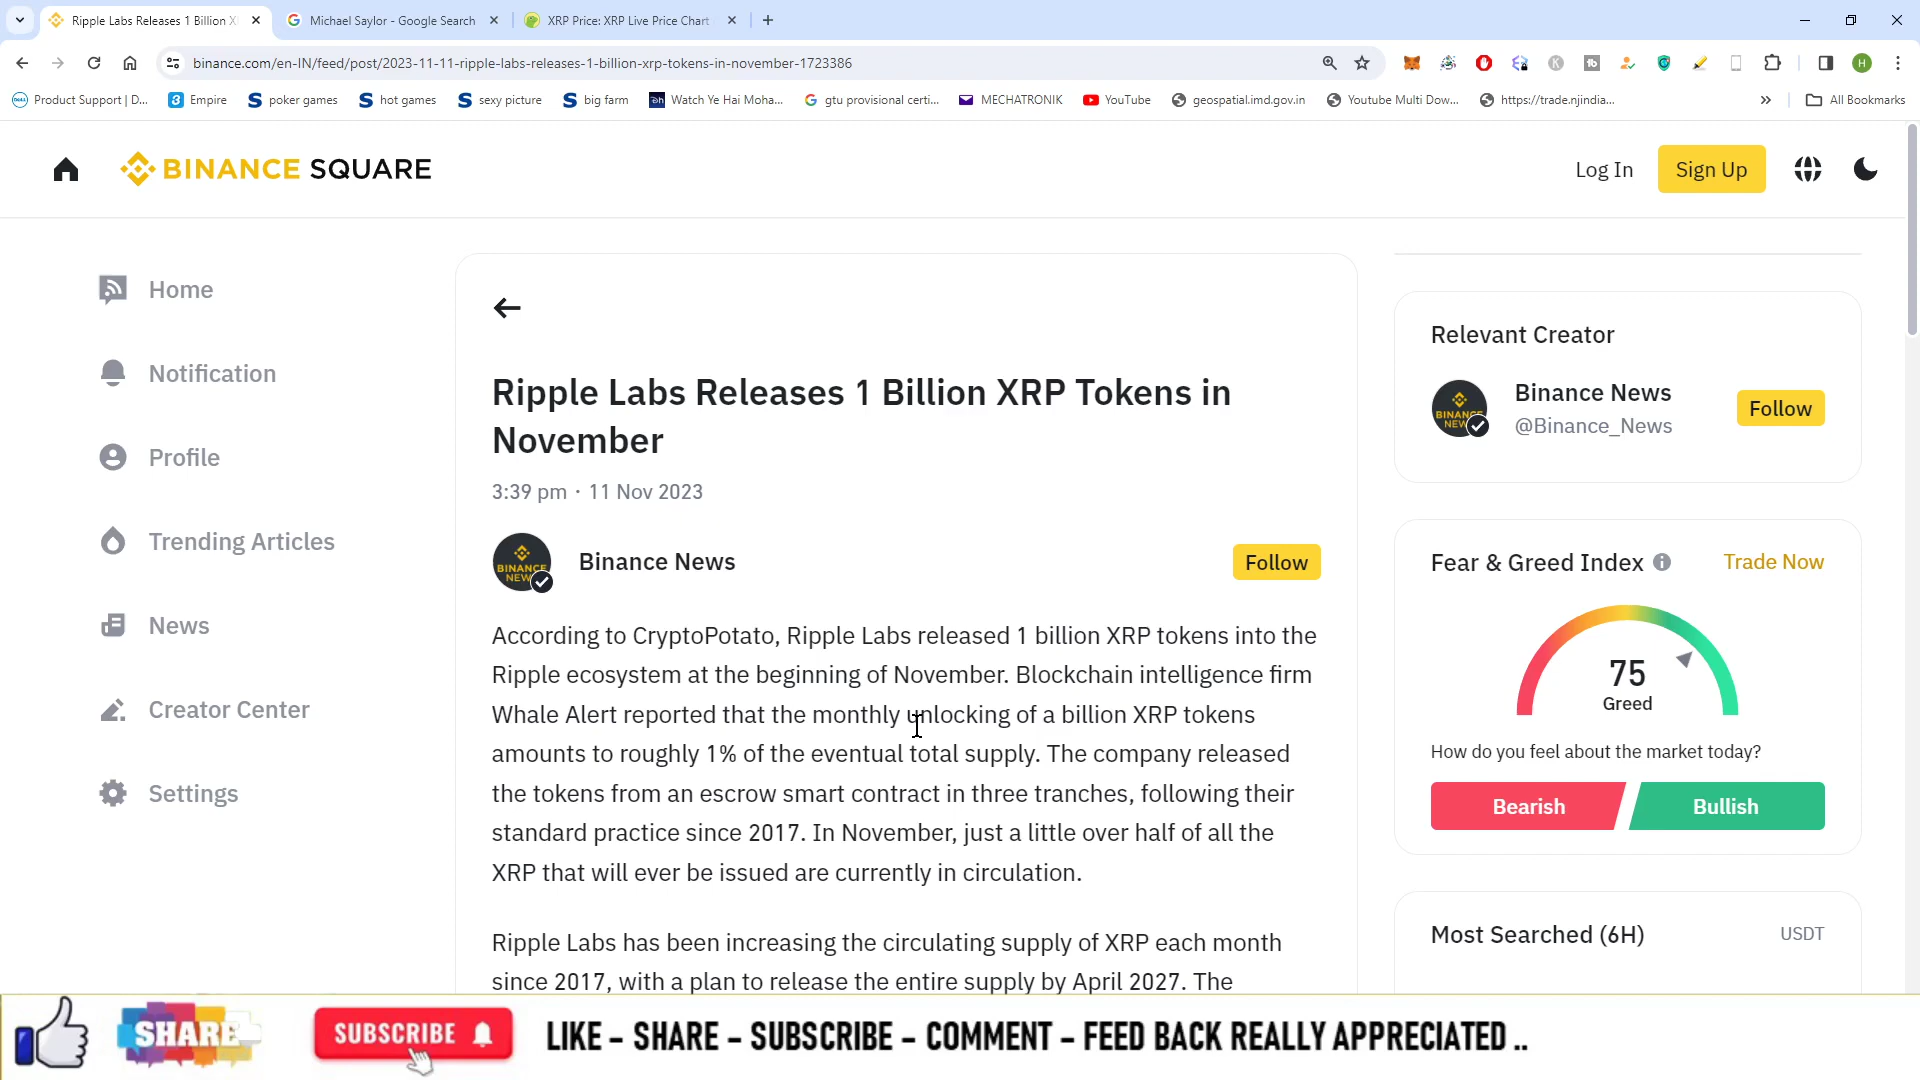 Ripple Labs Releases 1 Billion X
Michael Saylor - Google Search
XRP Price: XRP Live Price Chart
binance.com/en-IN/feed/post/2023-11-11-ripple-labs-releases-1-billion-xrp-tokens-in-november-1723386
H
Product Support | D...
Empire
poker games
hot games
sexy picture
big farm
Watch Ye Hai Moha...
gtu provisional certi...
MECHATRONIK
YouTube
geospatial.imd.gov.in
Youtube Multi Dow...
https://trade.njindia...
All Bookmarks
BINANCE SQUARE
Log In
Sign Up
Home
Notification
Profile
Trending Articles
News
Creator Center
Settings
Ripple Labs Releases 1 Billion XRP Tokens in
November
3:39 pm · 11 Nov 2023
Binance News
Follow
According to CryptoPotato, Ripple Labs released 1 billion XRP tokens into the
Ripple ecosystem at the beginning of November. Blockchain intelligence firm
Whale Alert reported that the monthly unlocking of a billion XRP tokens
amounts to roughly 1% of the eventual total supply. The company released
the tokens from an escrow smart contract in three tranches, following their
standard practice since 2017. In November, just a little over half of all the
XRP that will ever be issued are currently in circulation.
Ripple Labs has been increasing the circulating supply of XRP each month
since 2017, with a plan to release the entire supply by April 2027. The
Relevant Creator
Binance News
@Binance_News
Follow
Fear & Greed Index
Trade Now
75
Greed
How do you feel about the market today?
Bearish
Bullish
Most Searched (6H)
USDT
SHARE
SUBSCRIBE
LIKE – SHARE – SUBSCRIBE – COMMENT – FEED BACK REALLY APPRECIATED ..